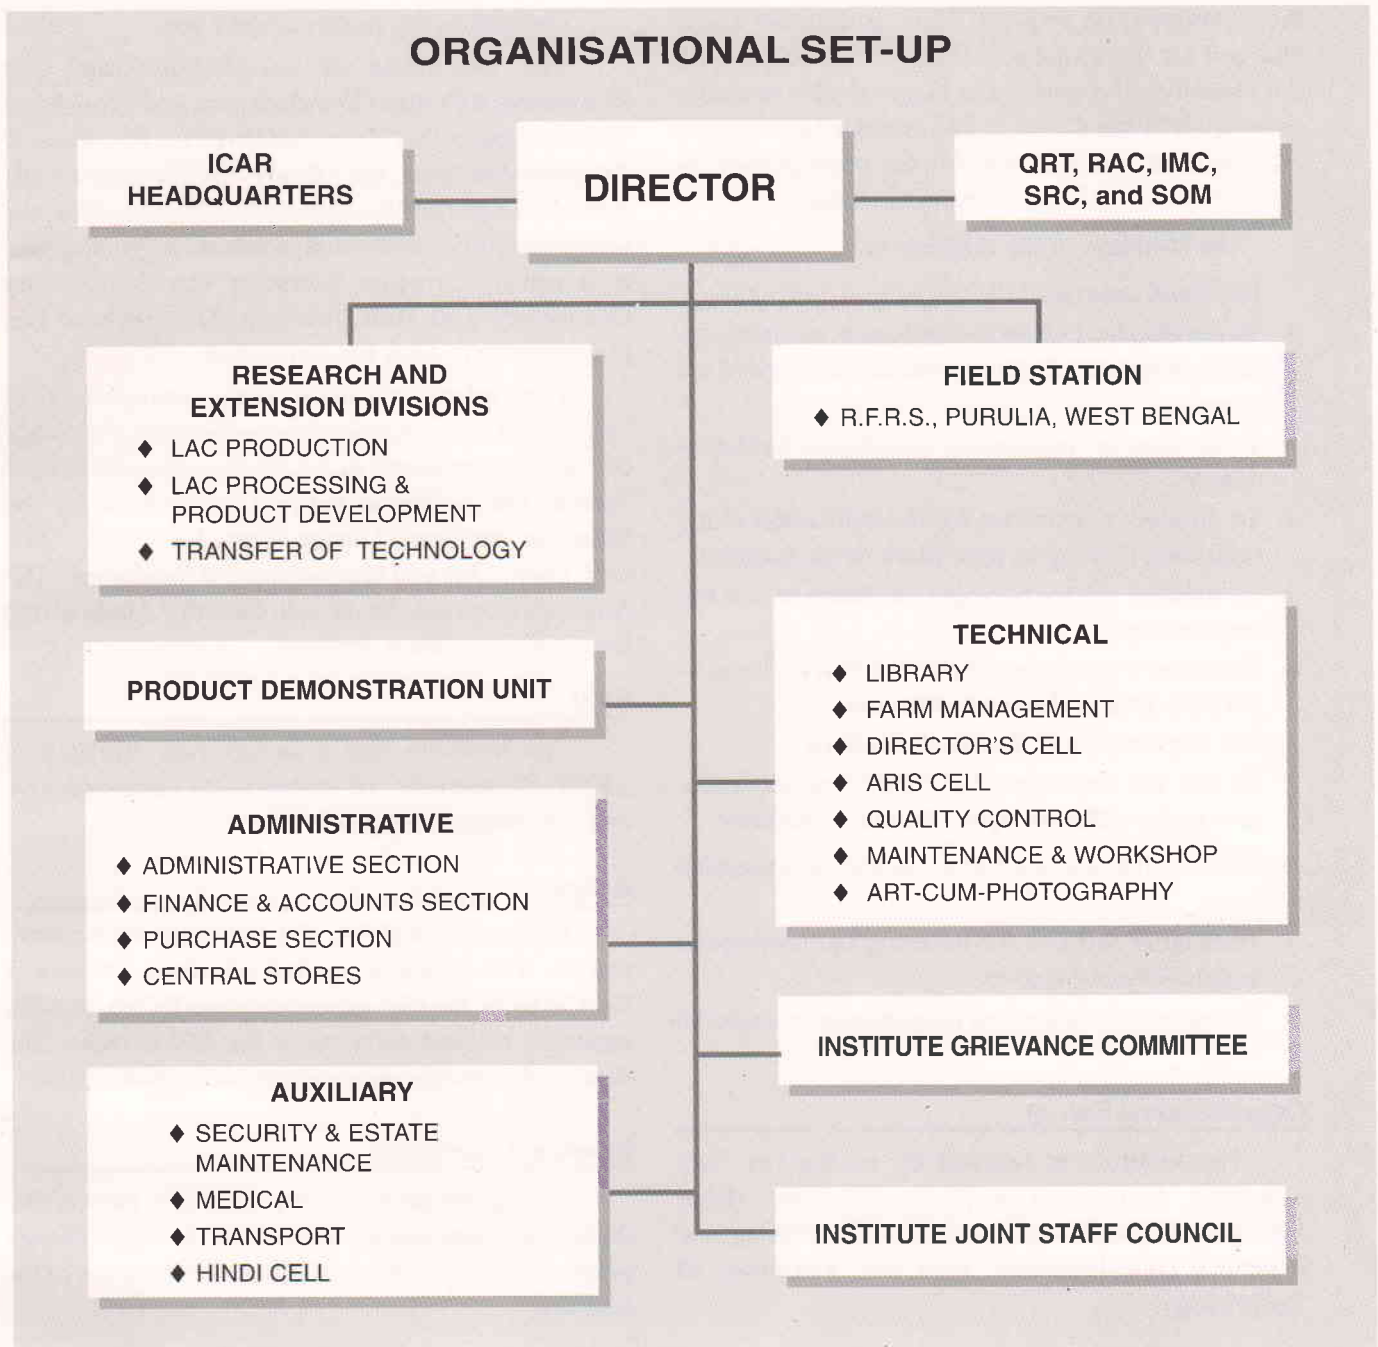 ORGANISATIONAL SET-UP
ICAR
HEADQUARTERS
DIRECTOR
QRT, RAC, IMC,
SRC, and SOM
RESEARCH AND
EXTENSION DIVISIONS
♦ LAC PRODUCTION
♦ LAC PROCESSING &
PRODUCT DEVELOPMENT
♦ TRANSFER OF TECHNOLOGY
FIELD STATION
♦ R.F.R.S., PURULIA, WEST BENGAL
PRODUCT DEMONSTRATION UNIT
TECHNICAL
♦ LIBRARY
♦ FARM MANAGEMENT
♦ DIRECTOR'S CELL
♦ ARIS CELL
♦ QUALITY CONTROL
♦ MAINTENANCE & WORKSHOP
♦ ART-CUM-PHOTOGRAPHY
ADMINISTRATIVE
♦ ADMINISTRATIVE SECTION
♦ FINANCE & ACCOUNTS SECTION
♦ PURCHASE SECTION
♦ CENTRAL STORES
INSTITUTE GRIEVANCE COMMITTEE
AUXILIARY
♦ SECURITY & ESTATE
MAINTENANCE
♦ MEDICAL
♦ TRANSPORT
♦ HINDI CELL
INSTITUTE JOINT STAFF COUNCIL